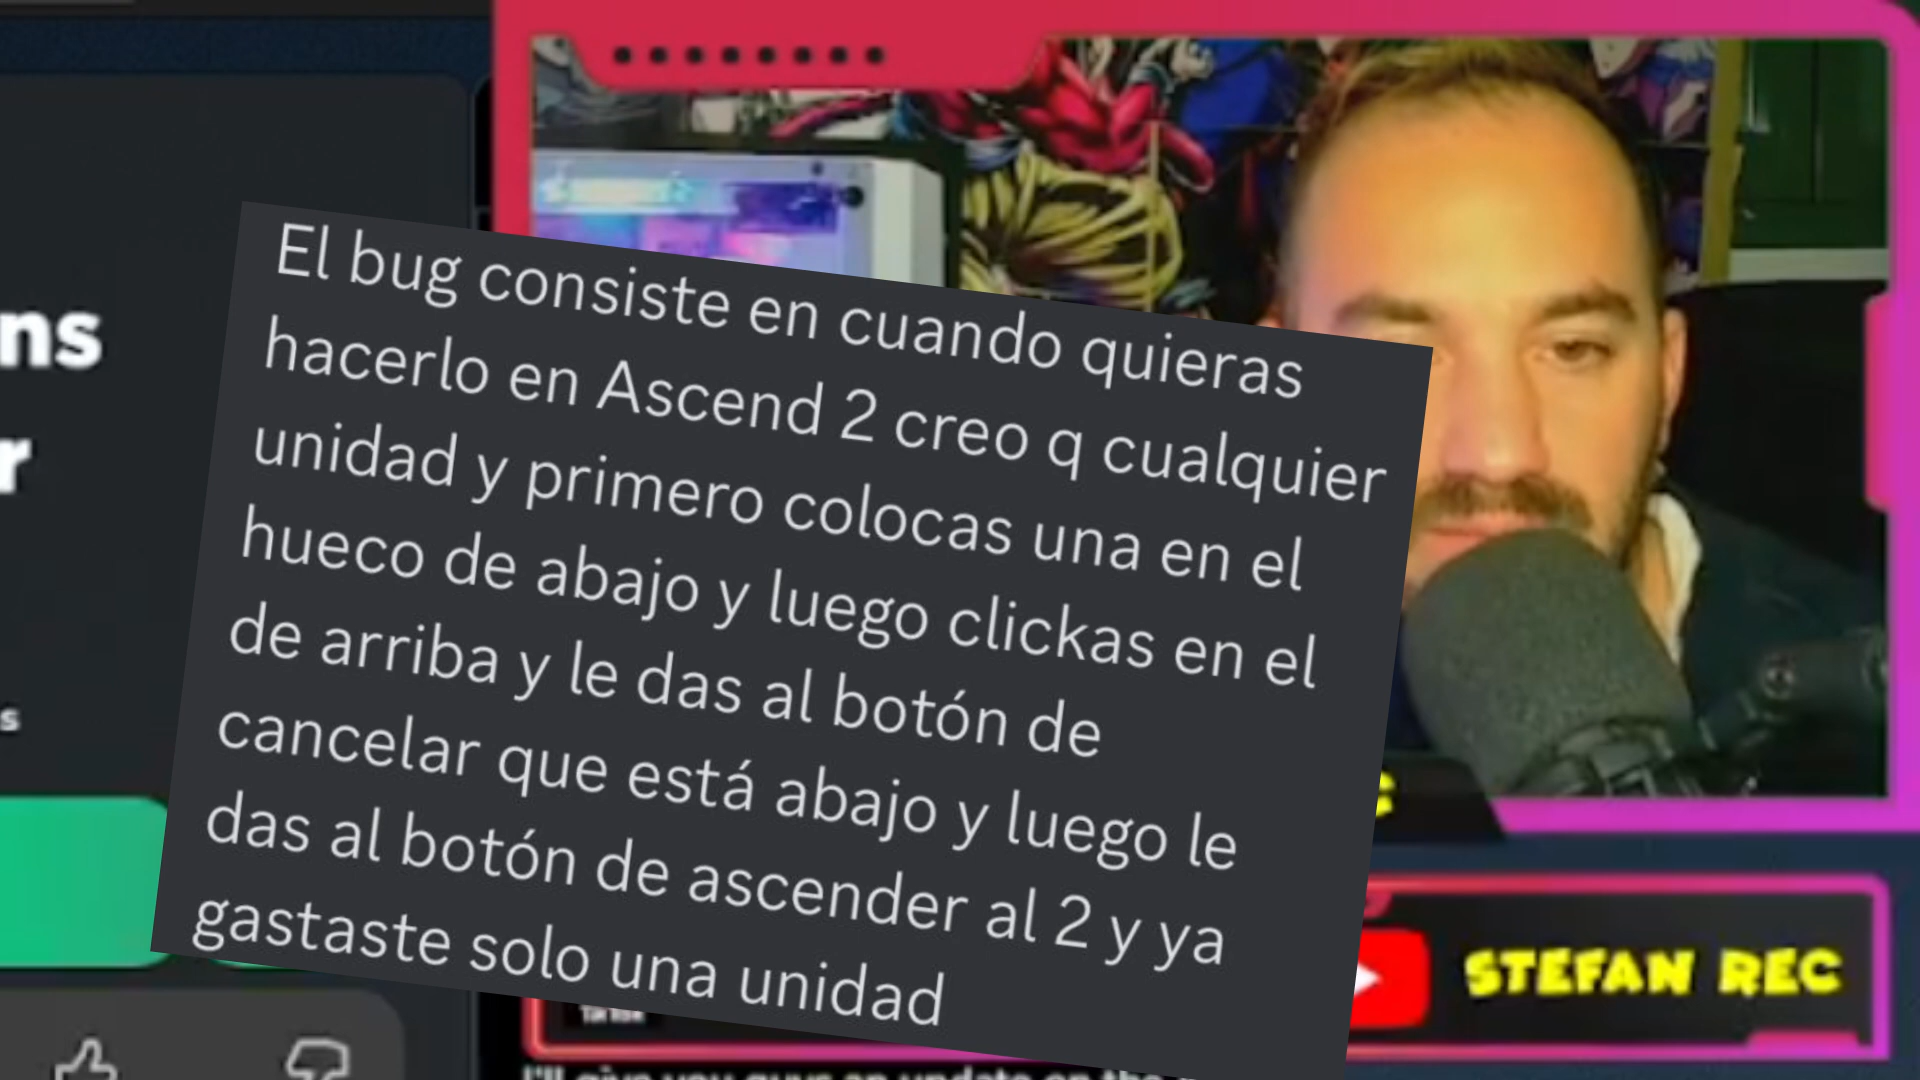 ns
r
s
El bug consiste en cuando quieras
hacerlo en Ascend 2 creo q cualquier
unidad y primero colocas una en el
hueco de abajo y luego clickas en el
de arriba y le das al botón de
cancelar que está abajo y luego le
das al botón de ascender al 2 y ya
gastaste solo una unidad
STEFAN REC